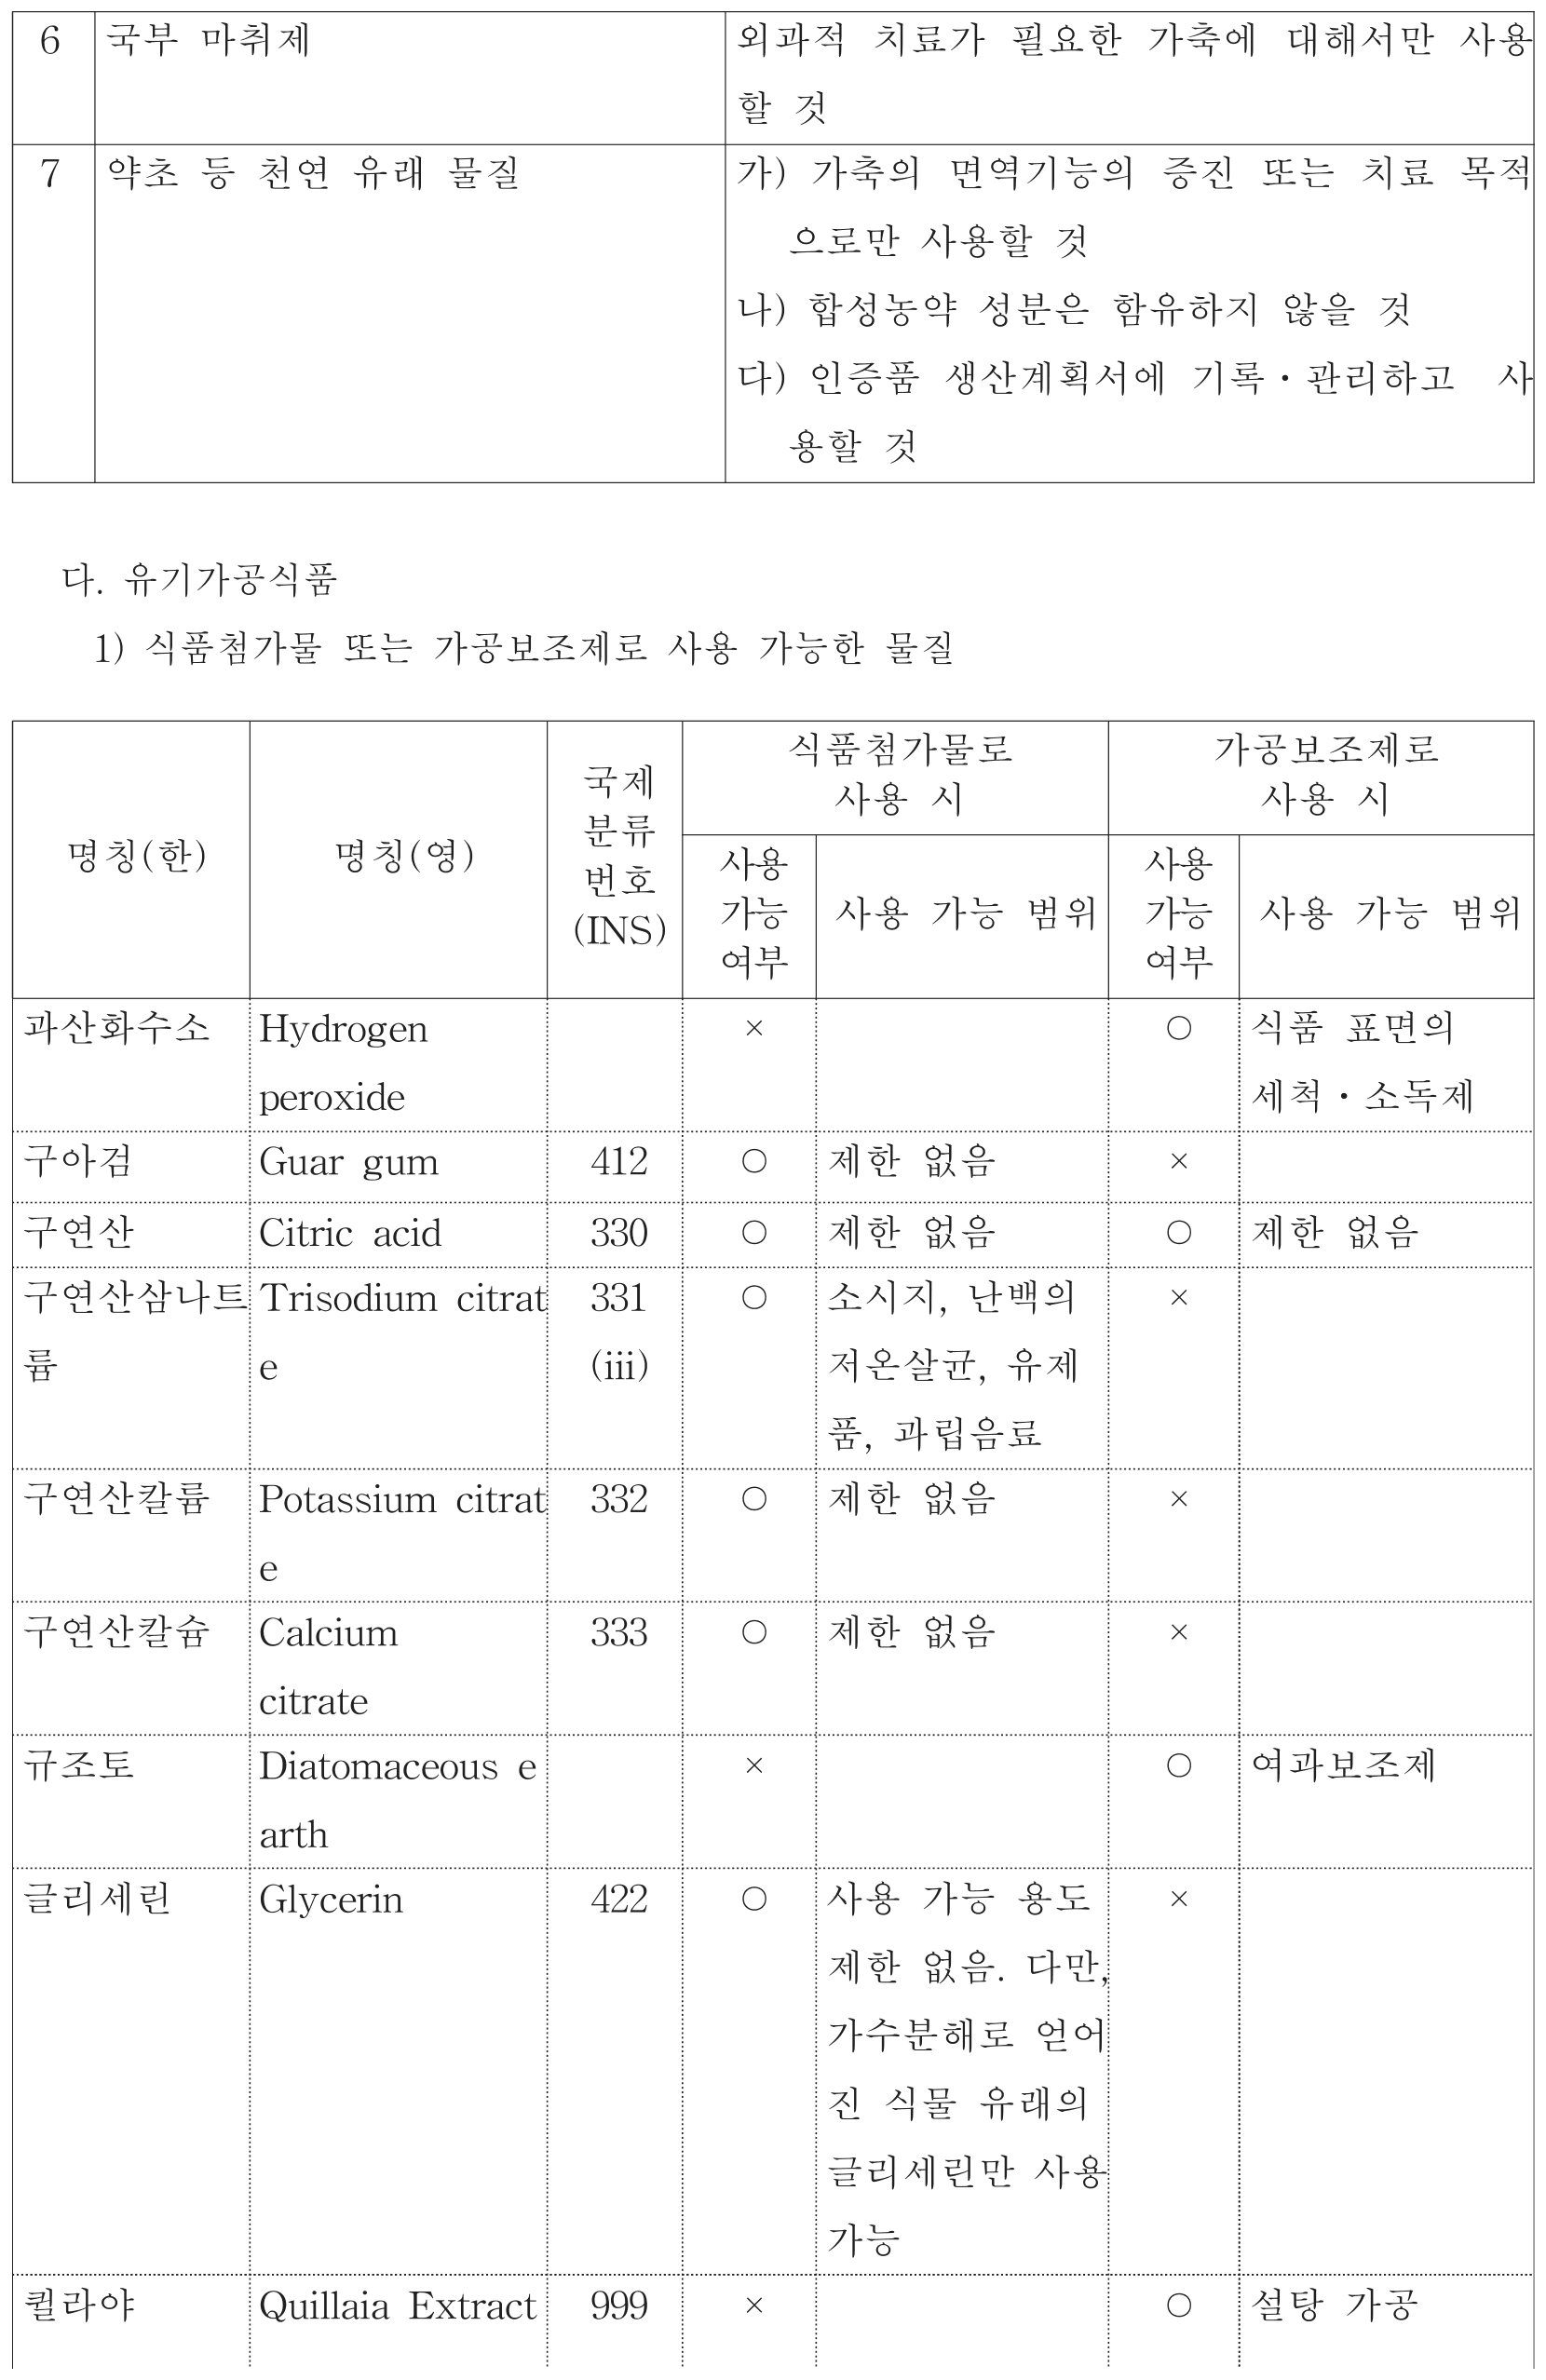 6 국부 마취제 외과적 치료가 필요한 가축에 대해서만 사용
할 것
7 약초 등 천연 유래 물질 가) 가축의 면역기능의 증진 또는 치료 목적
으로만 사용할 것
나) 합성농약 성분은 함유하지 않을 것
다) 인증품 생산계획서에 기록·관리하고 사
용할 것
다. 유기가공식품
1) 식품첨가물 또는 가공보조제로 사용 가능한 물질
명칭(한)
명칭(영)
국제
분류
번호
(INS)
식품첨가물로
사용 시
가공보조제로
사용 시
사용
가능
여부
사용 가능 범위
사용
가능
여부
사용 가능 범위
과산화수소 Hydrogen × ○ 식품 표면의
peroxide 세척·소독제
구아검 Guar gum 412 ○ 제한 없음 ×
구연산 Citric acid 330 ○ 제한 없음 ○ 제한 없음
구연산삼나트 Trisodium citrat 331 ○ 소시지, 난백의 ×
륨 e (iii) 저온살균, 유제
품, 과립음료
구연산칼륨 Potassium citrat 332 ○ 제한 없음 ×
e
구연산칼슘 Calcium 333 ○ 제한 없음 ×
citrate
규조토 Diatomaceous e × ○ 여과보조제
arth
글리세린 Glycerin 422 ○ 사용 가능 용도 ×
제한 없음. 다만,
가수분해로 얻어
진 식물 유래의
글리세린만 사용
가능
퀼라야 Quillaia Extract 999 × ○ 설탕 가공